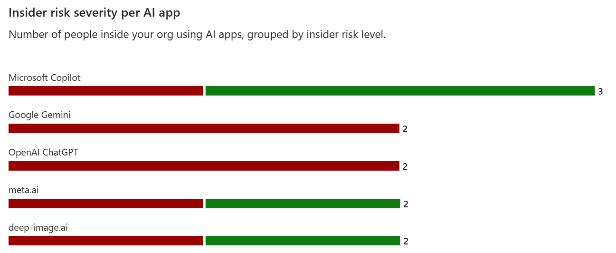 Insider risk severity per AI app
Number of people inside your org using AI apps, grouped by insider risk level.
Microsoft Copilot
3
Google Gemini
2
OpenAI ChatGPT
2
meta.ai
2
deep-image.ai
2